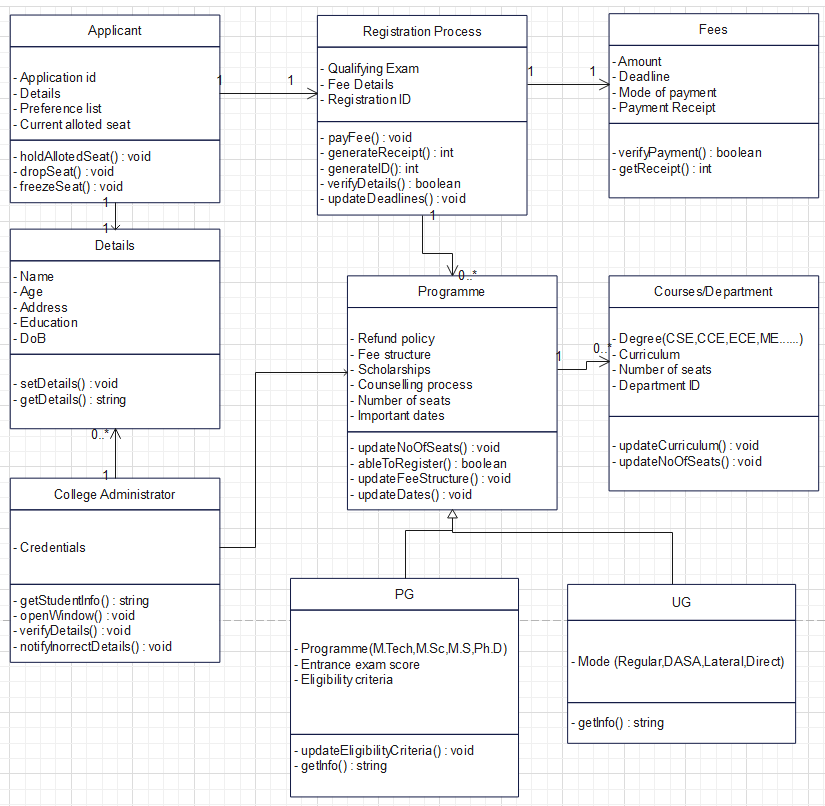 Applicant
- Application id
- Details
- Preference list
- Current alloted seat
- holdAllotedSeat() : void
- dropSeat() : void
- freezeSeat() : void
1
1
Registration Process
- Qualifying Exam
- Fee Details
- Registration ID
- payFee() : void
- generateReceipt() : int
- generateID(): int
- verifyDetails() : boolean
- updateDeadlines() : void
1
1
Fees
- Amount
- Deadline
- Mode of payment
- Payment Receipt
- verifyPayment() : boolean
- getReceipt() : int
1
1
Details
- Name
- Age
- Address
- Education
- DoB
- setDetails() : void
- getDetails() : string
1
0..*
Programme
- Refund policy
- Fee structure
- Scholarships
- Counselling process
- Number of seats
- Important dates
- updateNoOfSeats() : void
- ableToRegister() : boolean
- updateFeeStructure() : void
- updateDates() : void
1
0..*
Courses/Department
- Degree(CSE,CCE,ECE,ME......)
- Curriculum
- Number of seats
- Department ID
- updateCurriculum() : void
- updateNoOfSeats() : void
0..*
1
College Administrator
- Credentials
- getStudentInfo() : string
- openWindow() : void
- verifyDetails() : void
- notifyInorrectDetails() : void
PG
- Programme(M.Tech,M.Sc,M.S,Ph.D)
- Entrance exam score
- Eligibility criteria
- updateEligibilityCriteria() : void
- getInfo() : string
UG
- Mode (Regular,DASA,Lateral,Direct)
- getInfo() : string